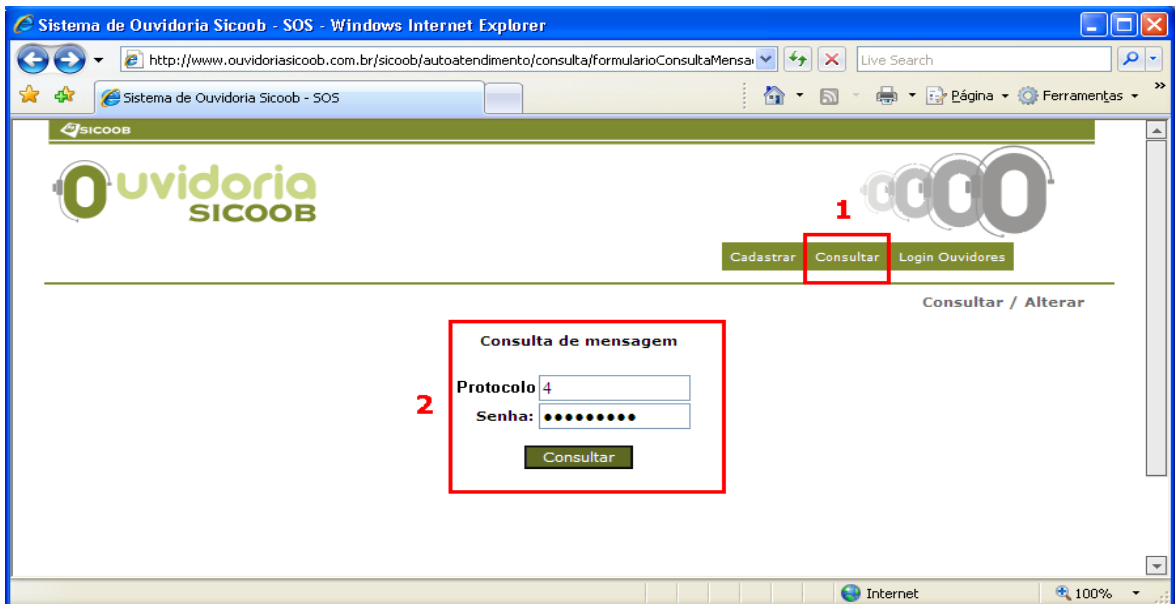 Sistema de Ouvidoria Sicoob - SOS - Windows Internet Explorer
http://www.ouvidoriasicoob.com.br/sicoob/autoatendimento/consulta/formularioConsultaMensa
Live Search
Sistema de Ouvidoria Sicoob - SOS
Página
Ferramentas
»
SICOOB
Ouvidoria
SICOOB
1
Cadastrar Consultar Login Ouvidores
Consultar / Alterar
Consulta de mensagem
2
Protocolo 4
Senha: •••••••••
Consultar
Internet 100%